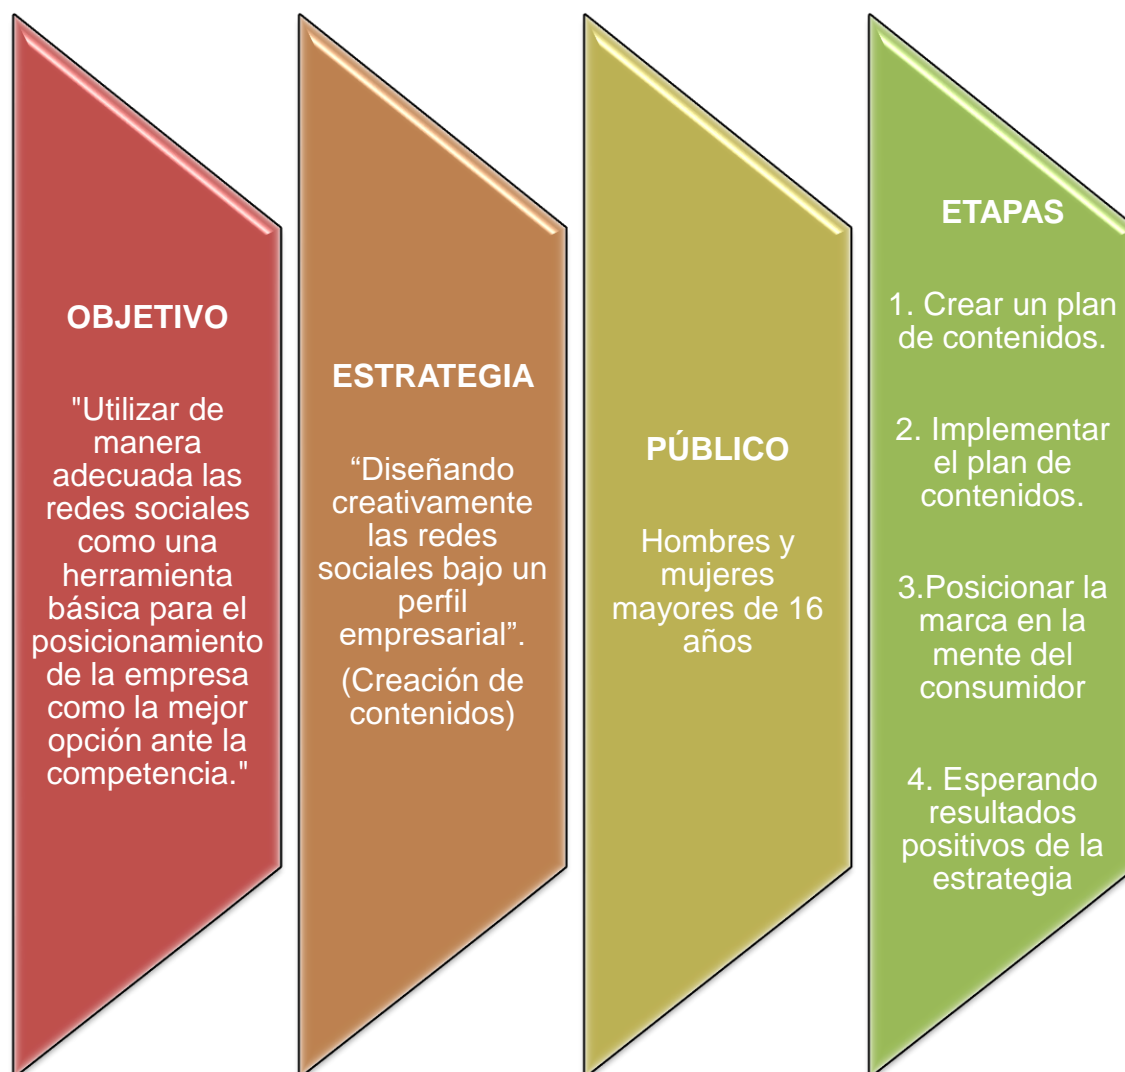 OBJETIVO
"Utilizar de
manera
adecuada las
redes sociales
como una
herramienta
básica para el
posicionamiento
de la empresa
como la mejor
opción ante la
competencia."
ESTRATEGIA
“Diseñando
creativamente
las redes
sociales bajo un
perfil
empresarial”.
(Creación de
contenidos)
PÚBLICO
Hombres y
mujeres
mayores de 16
años
ETAPAS
1. Crear un plan
de contenidos.
2. Implementar
el plan de
contenidos.
3.Posicionar la
marca en la
mente del
consumidor
4. Esperando
resultados
positivos de la
estrategia